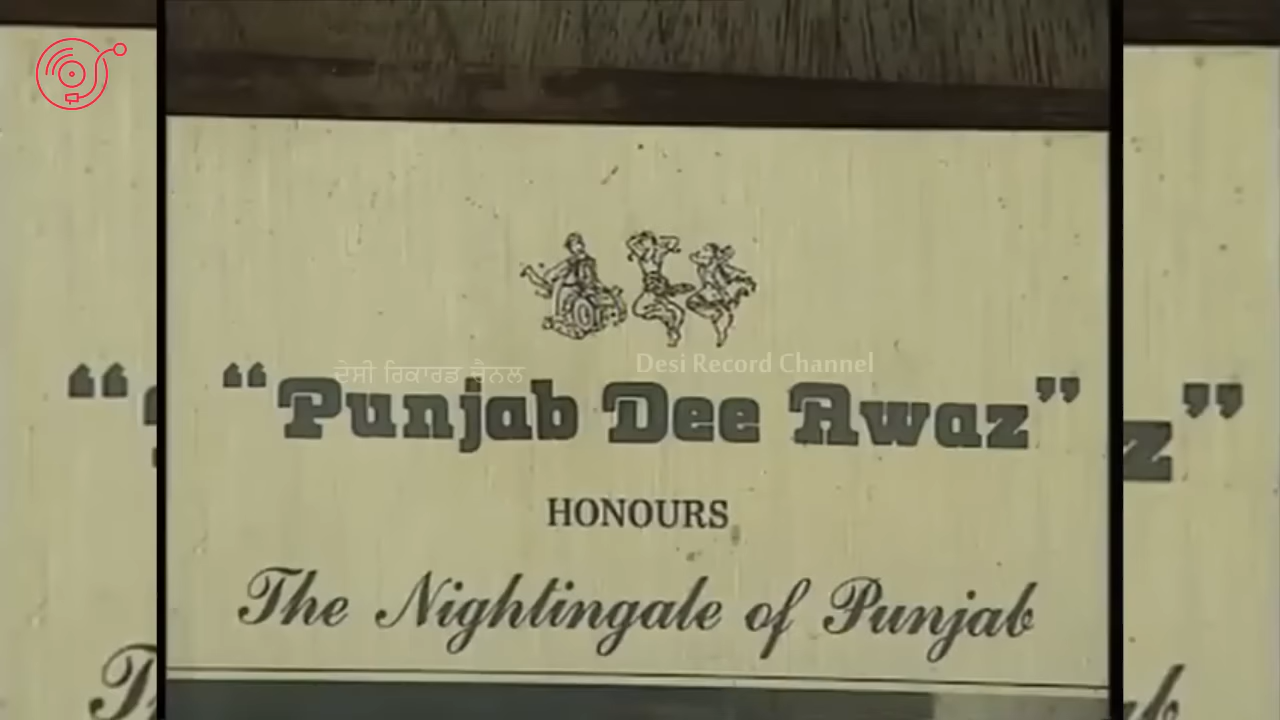 ਦੇਸੀ ਰਿਕਾਰਡ ਚੈਨਲ
Desi Record Channel
“Punjab Dee Awaz”
HONOURS
The Nightingale of Punjab